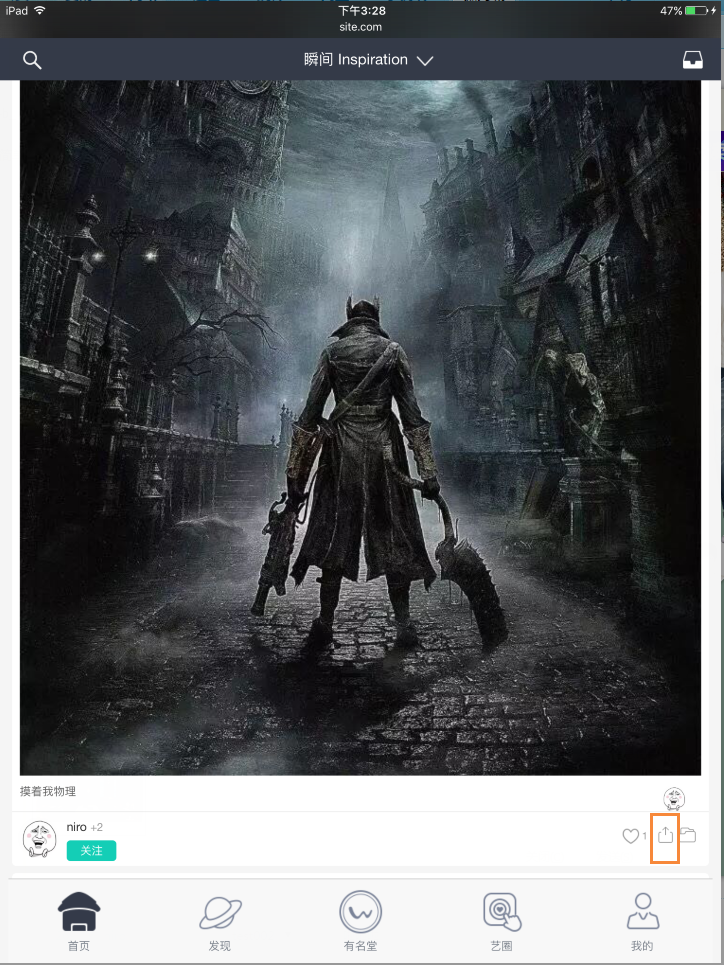 iPad 下午3:28 47%
site.com
瞬间 Inspiration
摸着我物理
niro +2
1
关注
首页 发现 有名堂 艺圈 我的